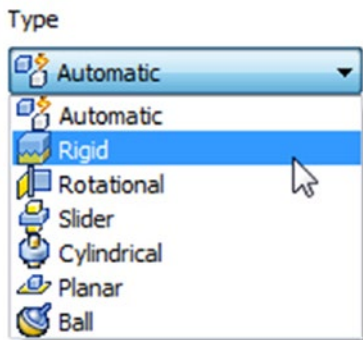 Type
Automatic
Automatic
Rigid
Rotational
Slider
Cylindrical
Planar
Ball